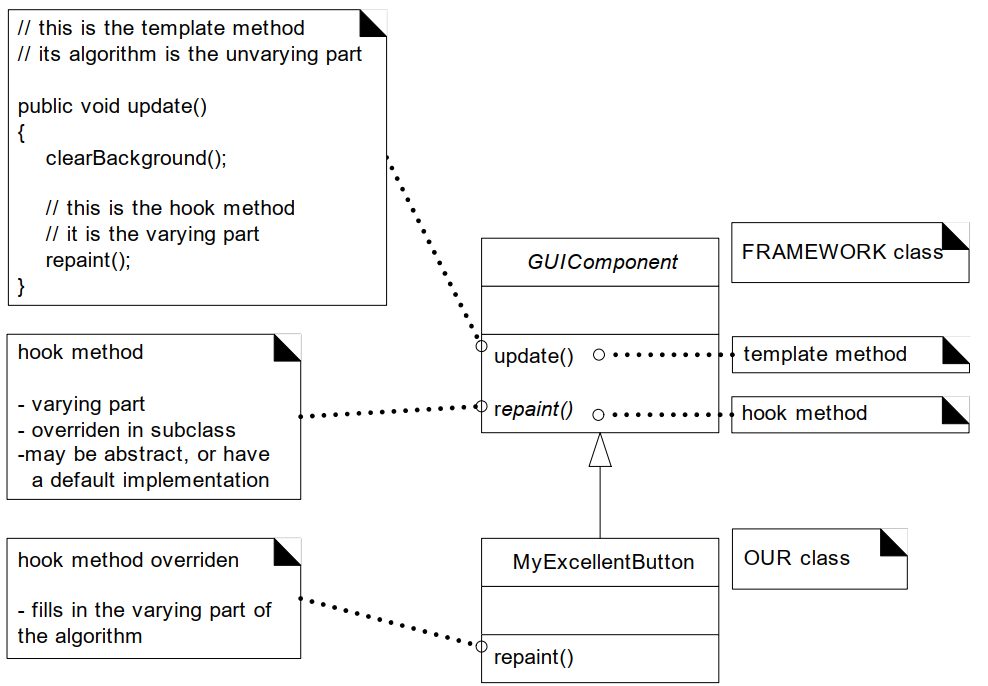 // this is the template method
// its algorithm is the unvarying part
public void update()
{
clearBackground();
// this is the hook method
// it is the varying part
repaint();
}
hook method
- varying part
- overriden in subclass
-may be abstract, or have
a default implementation
hook method overriden
- fills in the varying part of
the algorithm
GUIComponent
update()
repaint()
MyExcellentButton
repaint()
FRAMEWORK class
template method
hook method
OUR class